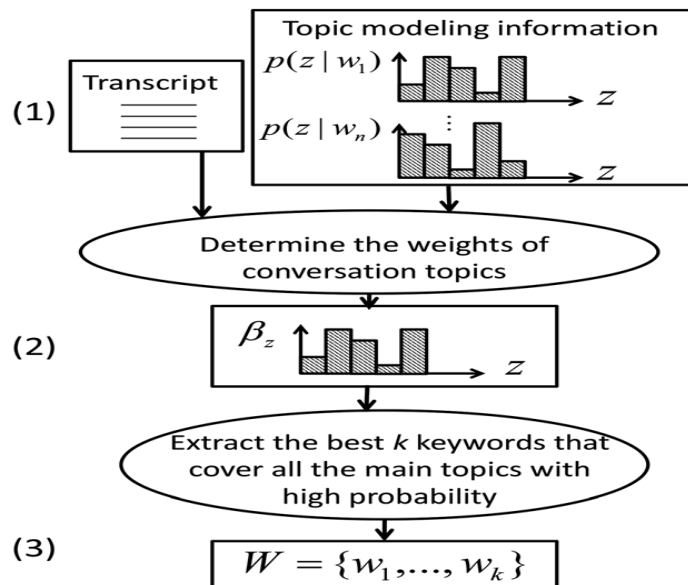 Topic modeling information
Transcript
(1)
p(z | w₁)
z
⋮
p(z | wₙ)
z
Determine the weights of
conversation topics
(2)
β_z
z
Extract the best k keywords that
cover all the main topics with
high probability
(3)
W = {w₁,..., wₖ}